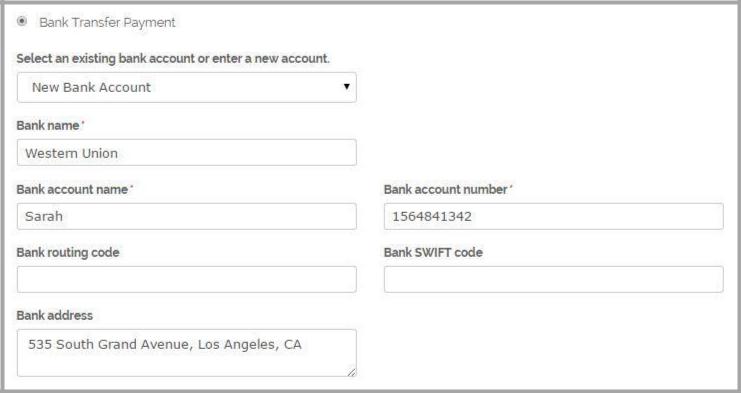 Bank Transfer Payment
Select an existing bank account or enter a new account.
New Bank Account
Bank name*
Western Union
Bank account name*
Bank account number*
Sarah
1564841342
Bank routing code
Bank SWIFT code
Bank address
535 South Grand Avenue, Los Angeles, CA